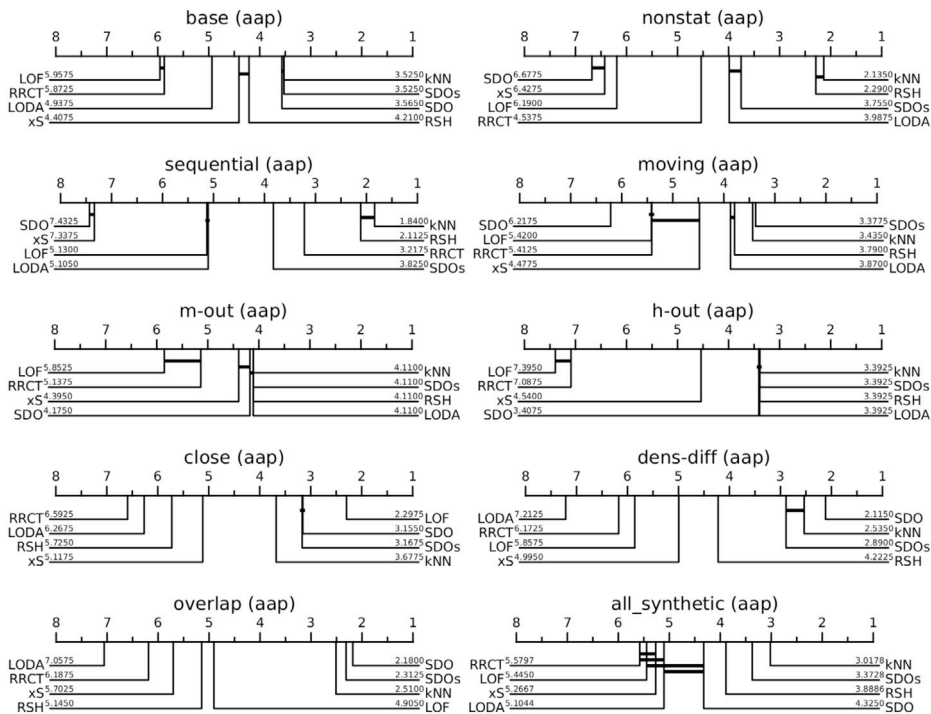 base (aap)
8 7 6 5 4 3 2 1
LOF 5.9575 3.5250 kNN
RRCT 5.8725 3.5250 SDOs
LODA 4.9375 3.5650 SDO
xS 4.4075 4.2100 RSH
nonstat (aap)
8 7 6 5 4 3 2 1
SDO 6.6775 2.1350 kNN
xS 6.4275 2.2900 RSH
LOF 6.1900 3.7550 SDOs
RRCT 4.5375 3.9875 LODA
sequential (aap)
8 7 6 5 4 3 2 1
SDO 7.4325 1.8400 kNN
xS 7.3375 2.1125 RSH
LOF 5.1300 3.2175 RRCT
LODA 5.1050 3.8250 SDOs
moving (aap)
8 7 6 5 4 3 2 1
SDO 6.2175 3.3775 SDOs
LOF 5.4200 3.4350 kNN
RRCT 5.4125 3.7900 RSH
xS 4.4775 3.8700 LODA
m-out (aap)
8 7 6 5 4 3 2 1
LOF 5.8525 4.1100 kNN
RRCT 5.1375 4.1100 SDOs
xS 4.3950 4.1100 RSH
SDO 4.1750 4.1100 LODA
h-out (aap)
8 7 6 5 4 3 2 1
LOF 7.3950 3.3925 kNN
RRCT 7.0875 3.3925 SDOs
xS 4.5400 3.3925 RSH
SDO 3.4075 3.3925 LODA
close (aap)
8 7 6 5 4 3 2 1
RRCT 6.5925 2.2975 LOF
LODA 6.2675 3.1550 SDO
RSH 5.7250 3.1675 SDOs
xS 5.1175 3.6775 kNN
dens-diff (aap)
8 7 6 5 4 3 2 1
LODA 7.2125 2.1150 SDO
RRCT 6.1725 2.5350 kNN
LOF 5.8575 2.8900 SDOs
xS 4.9950 4.2225 RSH
overlap (aap)
8 7 6 5 4 3 2 1
LODA 7.0575 2.1800 SDO
RRCT 6.1875 2.3125 SDOs
xS 5.7025 2.5100 kNN
RSH 5.1450 4.9050 LOF
all_synthetic (aap)
8 7 6 5 4 3 2 1
RRCT 5.5797 3.0178 kNN
LOF 5.4450 3.3728 SDOs
xS 5.2667 3.8886 RSH
LODA 5.1044 4.3250 SDO